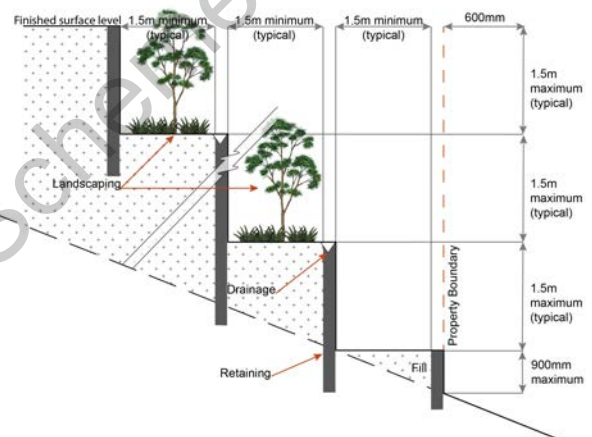 Finished surface level
1.5m minimum
(typical)
1.5m minimum
(typical)
1.5m minimum
(typical)
600mm
1.5m
maximum
(typical)
Landscaping
1.5m
maximum
(typical)
Drainage
Property Boundary
1.5m
maximum
(typical)
Retaining
Fill
900mm
maximum
Scheme